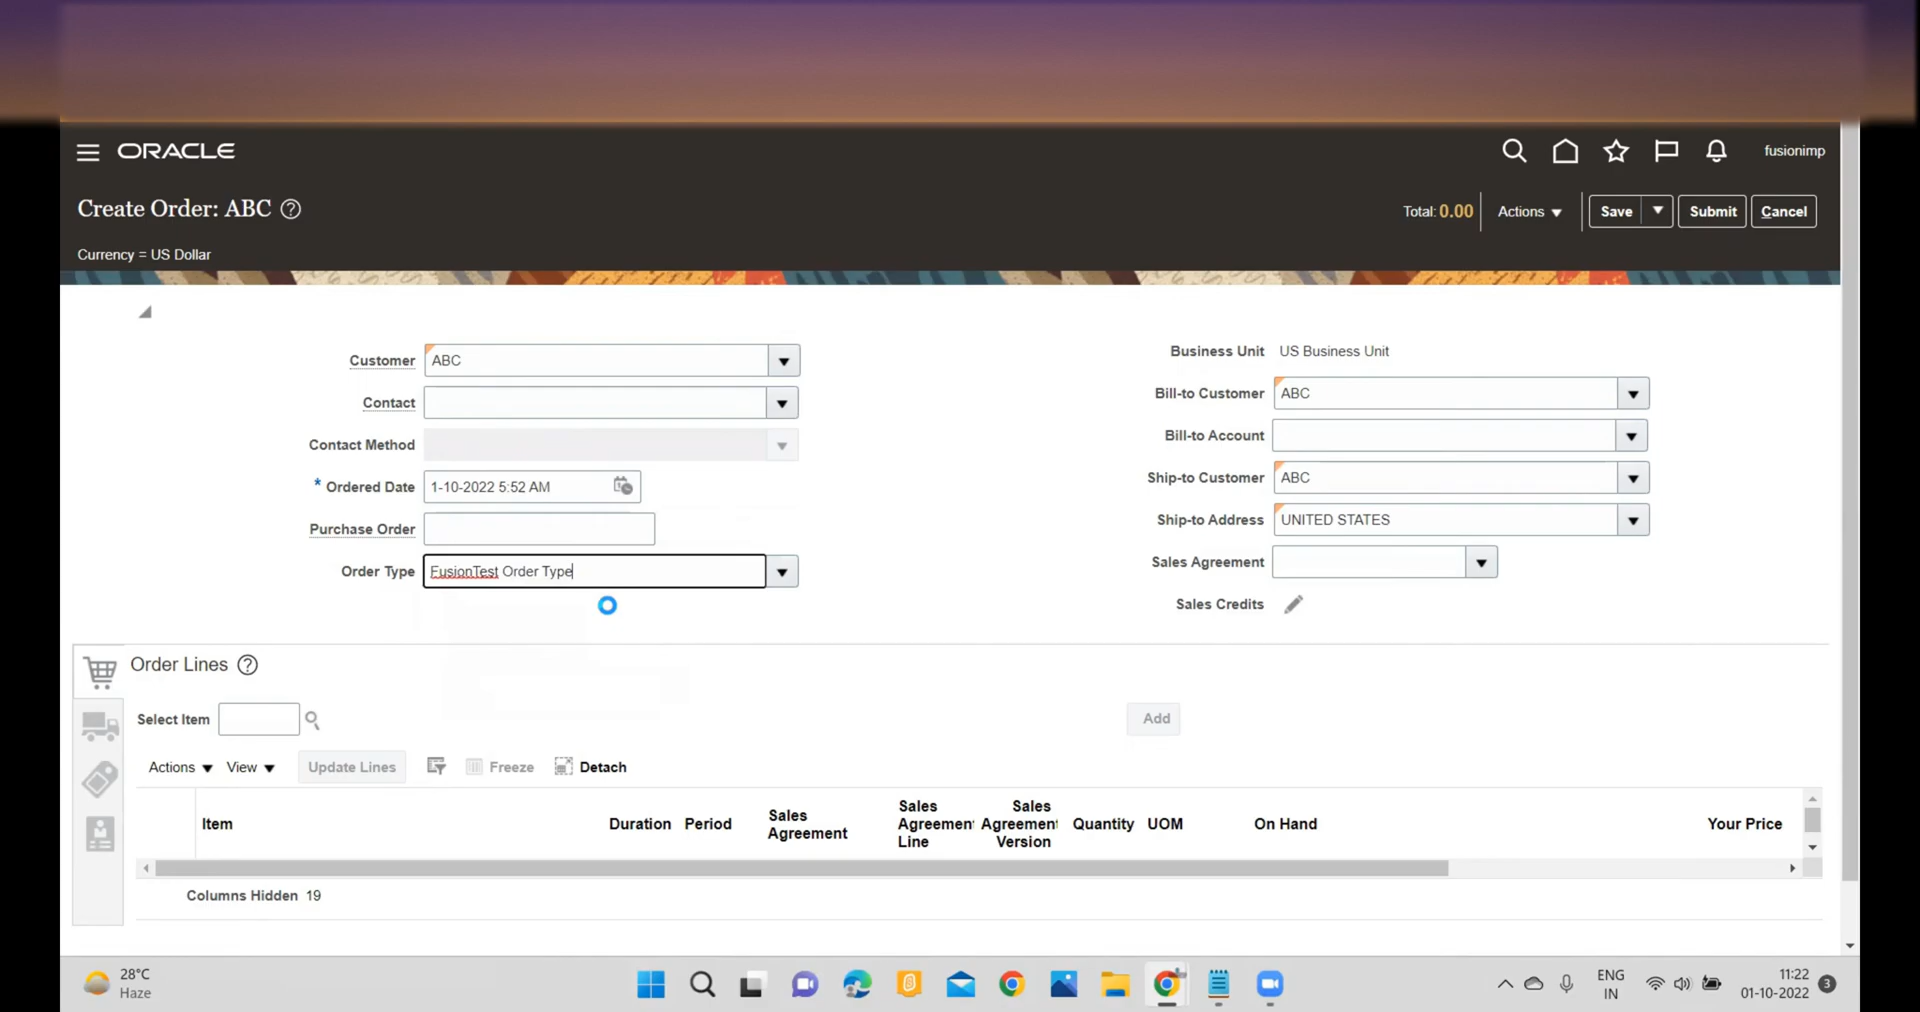 ORACLE
fusionimp
Create Order: ABC ?
Total: 0.00
Actions
Save
Submit
Cancel
Currency = US Dollar
Customer ABC
Contact
Contact Method
* Ordered Date 1-10-2022 5:52 AM
Purchase Order
Order Type FusionTest Order Type
Business Unit US Business Unit
Bill-to Customer ABC
Bill-to Account
Ship-to Customer ABC
Ship-to Address UNITED STATES
Sales Agreement
Sales Credits
Order Lines ?
Select Item
Add
Actions View Update Lines Freeze Detach
Item
Duration
Period
Sales
Agreement
Sales
Agreement
Line
Sales
Agreement
Version
Quantity
UOM
On Hand
Your Price
Columns Hidden 19
28°C
Haze
ENG
IN
11:22
01-10-2022
3